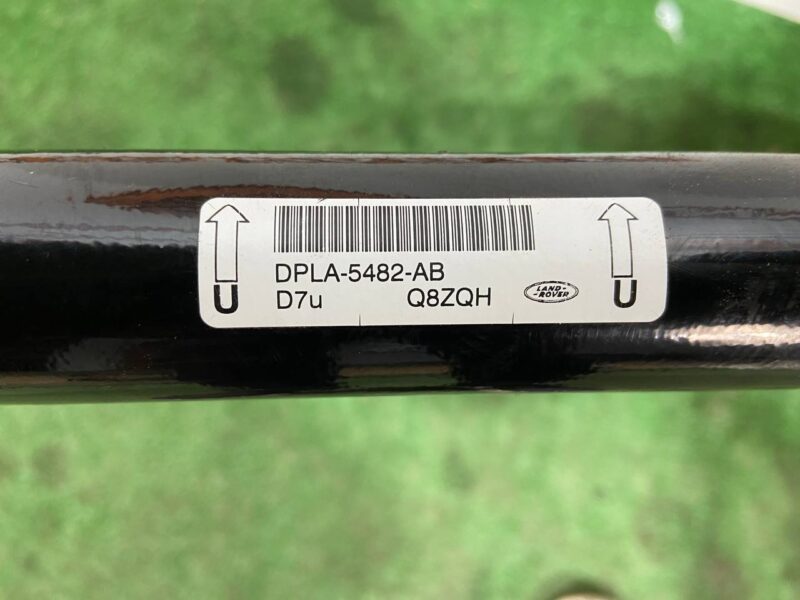 DPLA-5482-AB
D7u Q8ZQH LAND-ROVER
U U